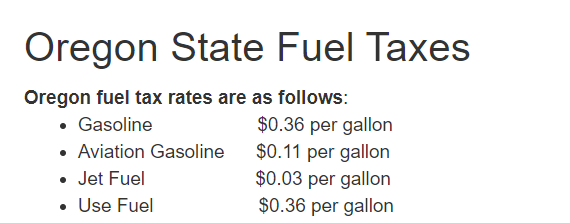 Oregon State Fuel Taxes
Oregon fuel tax rates are as follows:
• Gasoline $0.36 per gallon
• Aviation Gasoline $0.11 per gallon
• Jet Fuel $0.03 per gallon
• Use Fuel $0.36 per gallon